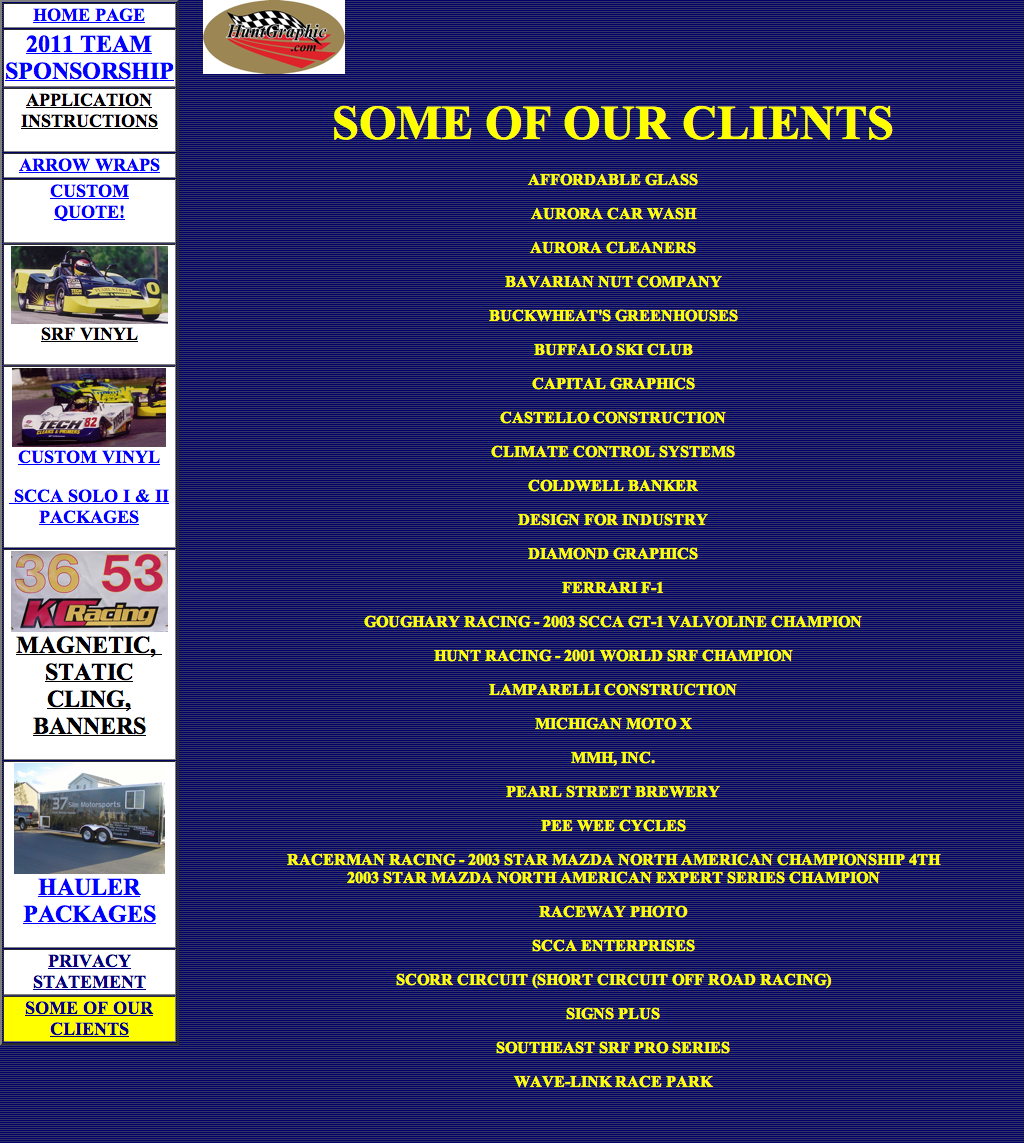 HOME PAGE
2011 TEAM
SPONSORSHIP
APPLICATION
INSTRUCTIONS
ARROW WRAPS
CUSTOM
QUOTE!
0
SRF VINYL
TECH 82
CUSTOM VINYL
SCCA SOLO I & II
PACKAGES
36 53
KC Racing
MAGNETIC,
STATIC
CLING,
BANNERS
37
Motorsports
HAULER
PACKAGES
PRIVACY
STATEMENT
SOME OF OUR
CLIENTS
HuntGraphic
.com
SOME OF OUR CLIENTS
AFFORDABLE GLASS
AURORA CAR WASH
AURORA CLEANERS
BAVARIAN NUT COMPANY
BUCKWHEAT'S GREENHOUSES
BUFFALO SKI CLUB
CAPITAL GRAPHICS
CASTELLO CONSTRUCTION
CLIMATE CONTROL SYSTEMS
COLDWELL BANKER
DESIGN FOR INDUSTRY
DIAMOND GRAPHICS
FERRARI F-1
GOUGHARY RACING - 2003 SCCA GT-1 VALVOLINE CHAMPION
HUNT RACING - 2001 WORLD SRF CHAMPION
LAMPARELLI CONSTRUCTION
MICHIGAN MOTO X
MMH, INC.
PEARL STREET BREWERY
PEE WEE CYCLES
RACERMAN RACING - 2003 STAR MAZDA NORTH AMERICAN CHAMPIONSHIP 4TH
2003 STAR MAZDA NORTH AMERICAN EXPERT SERIES CHAMPION
RACEWAY PHOTO
SCCA ENTERPRISES
SCORR CIRCUIT (SHORT CIRCUIT OFF ROAD RACING)
SIGNS PLUS
SOUTHEAST SRF PRO SERIES
WAVE-LINK RACE PARK